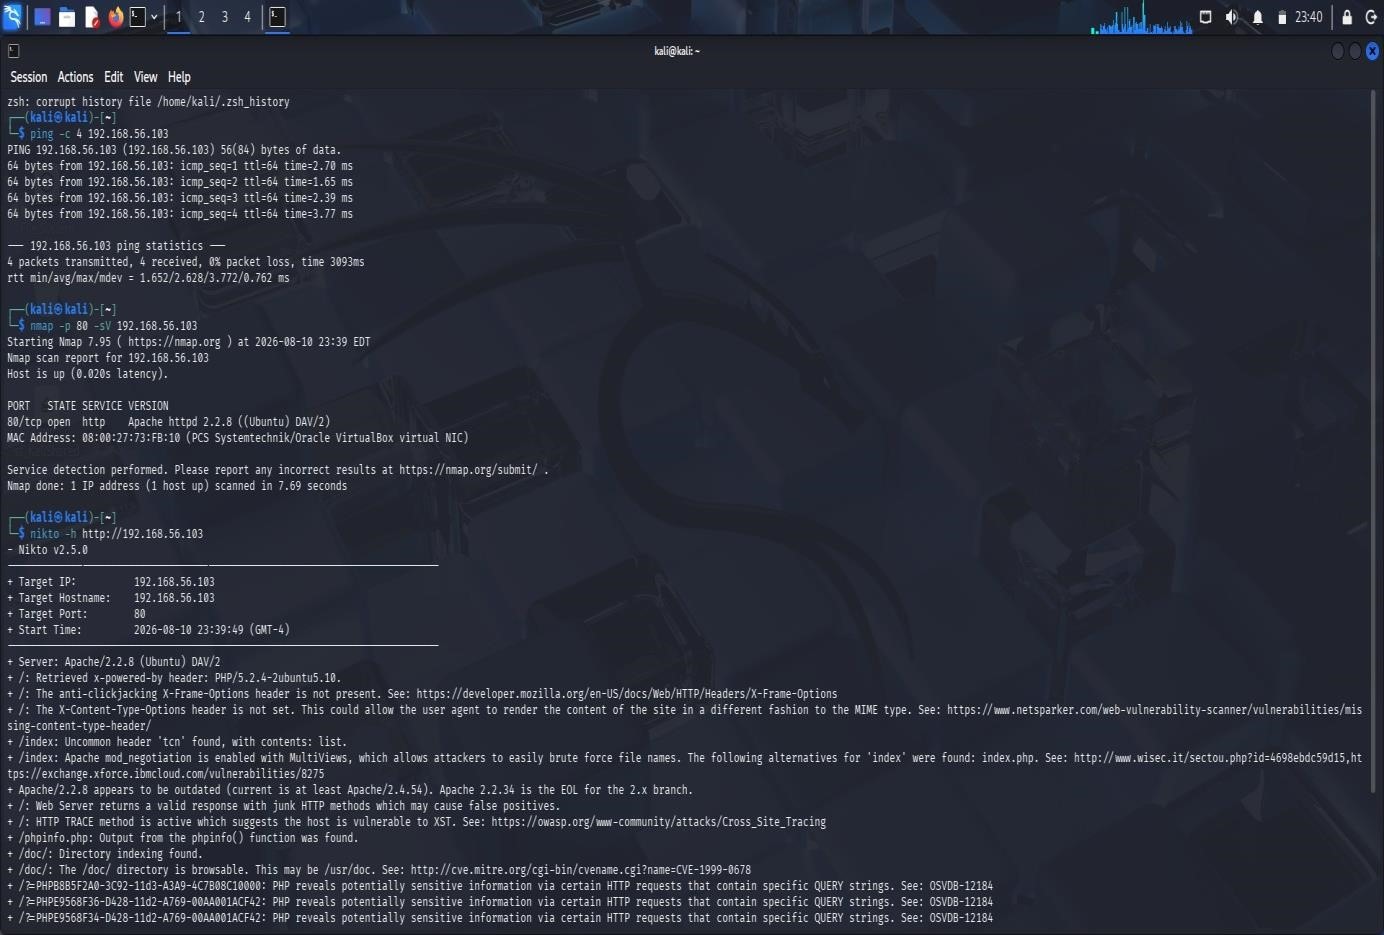 1 2 3 4
23:40
kali@kali: ~
Session Actions Edit View Help
zsh: corrupt history file /home/kali/.zsh_history
┌──(kali㉿kali)-[~]
└─$ ping -c 4 192.168.56.103
PING 192.168.56.103 (192.168.56.103) 56(84) bytes of data.
64 bytes from 192.168.56.103: icmp_seq=1 ttl=64 time=2.70 ms
64 bytes from 192.168.56.103: icmp_seq=2 ttl=64 time=1.65 ms
64 bytes from 192.168.56.103: icmp_seq=3 ttl=64 time=2.39 ms
64 bytes from 192.168.56.103: icmp_seq=4 ttl=64 time=3.77 ms
--- 192.168.56.103 ping statistics ---
4 packets transmitted, 4 received, 0% packet loss, time 3093ms
rtt min/avg/max/mdev = 1.652/2.628/3.772/0.762 ms
┌──(kali㉿kali)-[~]
└─$ nmap -p 80 -sV 192.168.56.103
Starting Nmap 7.95 ( https://nmap.org ) at 2026-08-10 23:39 EDT
Nmap scan report for 192.168.56.103
Host is up (0.020s latency).
PORT STATE SERVICE VERSION
80/tcp open http Apache httpd 2.2.8 ((Ubuntu) DAV/2)
MAC Address: 08:00:27:73:FB:10 (PCS Systemtechnik/Oracle VirtualBox virtual NIC)
Service detection performed. Please report any incorrect results at https://nmap.org/submit/ .
Nmap done: 1 IP address (1 host up) scanned in 7.69 seconds
┌──(kali㉿kali)-[~]
└─$ nikto -h http://192.168.56.103
- Nikto v2.5.0
+ Target IP: 192.168.56.103
+ Target Hostname: 192.168.56.103
+ Target Port: 80
+ Start Time: 2026-08-10 23:39:49 (GMT-4)
+ Server: Apache/2.2.8 (Ubuntu) DAV/2
+ /: Retrieved x-powered-by header: PHP/5.2.4-2ubuntu5.10.
+ /: The anti-clickjacking X-Frame-Options header is not present. See: https://developer.mozilla.org/en-US/docs/Web/HTTP/Headers/X-Frame-Options
+ /: The X-Content-Type-Options header is not set. This could allow the user agent to render the content of the site in a different fashion to the MIME type. See: https://www.netsparker.com/web-vulnerability-scanner/vulnerabilities/mis
sing-content-type-header/
+ /index: Uncommon header 'tcn' found, with contents: list.
+ /index: Apache mod_negotiation is enabled with MultiViews, which allows attackers to easily brute force file names. The following alternatives for 'index' were found: index.php. See: http://www.wisec.it/sectou.php?id=4698ebdc59d15,ht
tps://exchange.xforce.ibmcloud.com/vulnerabilities/8275
+ Apache/2.2.8 appears to be outdated (current is at least Apache/2.4.54). Apache 2.2.34 is the EOL for the 2.x branch.
+ /: Web Server returns a valid response with junk HTTP methods which may cause false positives.
+ /: HTTP TRACE method is active which suggests the host is vulnerable to XST. See: https://owasp.org/www-community/attacks/Cross_Site_Tracing
+ /phpinfo.php: Output from the phpinfo() function was found.
+ /doc/: Directory indexing found.
+ /doc/: The /doc/ directory is browsable. This may be /usr/doc. See: http://cve.mitre.org/cgi-bin/cvename.cgi?name=CVE-1999-0678
+ /?=PHPB8B5F2A0-3C92-11d3-A3A9-4C7B08C10000: PHP reveals potentially sensitive information via certain HTTP requests that contain specific QUERY strings. See: OSVDB-12184
+ /?=PHPE9568F36-D428-11d2-A769-00AA001ACF42: PHP reveals potentially sensitive information via certain HTTP requests that contain specific QUERY strings. See: OSVDB-12184
+ /?=PHPE9568F34-D428-11d2-A769-00AA001ACF42: PHP reveals potentially sensitive information via certain HTTP requests that contain specific QUERY strings. See: OSVDB-12184